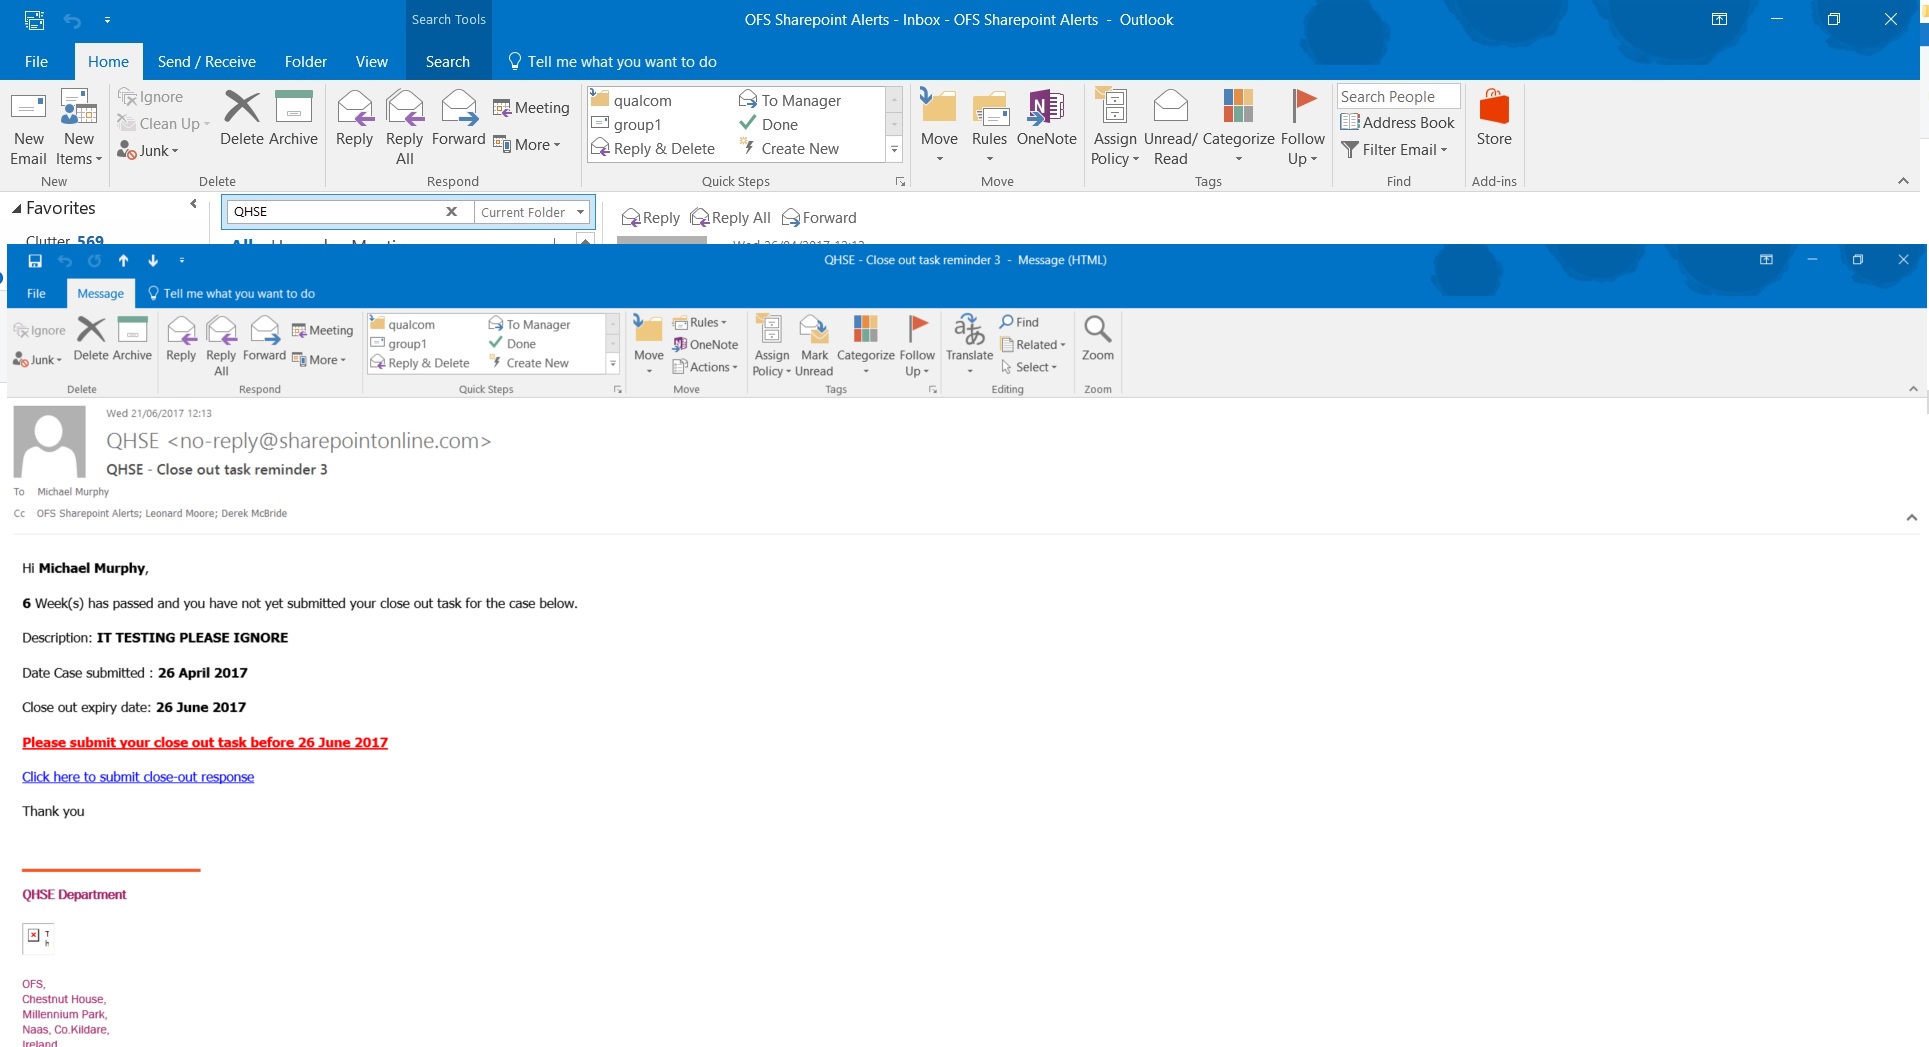 Search Tools
OFS Sharepoint Alerts - Inbox - OFS Sharepoint Alerts - Outlook
File Home Send / Receive Folder View Search Tell me what you want to do
New Email
New Items
Ignore
Clean Up
Junk
Delete Archive
Reply
Reply All
Forward
Meeting
More
qualcom
group1
Reply & Delete
To Manager
Done
Create New
Move
Rules
OneNote
Assign Policy
Unread/ Read
Categorize
Follow Up
Search People
Address Book
Filter Email
Store
New Delete Respond Quick Steps Move Tags Find Add-ins
Favorites
QHSE
Current Folder
Reply Reply All Forward
Clutter 569
QHSE - Close out task reminder 3 - Message (HTML)
File Message Tell me what you want to do
Ignore
Junk
Delete Archive
Reply
Reply All
Forward
Meeting
More
qualcom
group1
Reply & Delete
To Manager
Done
Create New
Move
Rules
OneNote
Actions
Assign Policy
Mark Unread
Categorize
Follow Up
Translate
Find
Related
Select
Zoom
Delete Respond Quick Steps Move Tags Editing Zoom
Wed 21/06/2017 12:13
QHSE <no-reply@sharepointonline.com>
QHSE - Close out task reminder 3
To Michael Murphy
Cc OFS Sharepoint Alerts; Leonard Moore; Derek McBride
Hi Michael Murphy,
6 Week(s) has passed and you have not yet submitted your close out task for the case below.
Description: IT TESTING PLEASE IGNORE
Date Case submitted : 26 April 2017
Close out expiry date: 26 June 2017
Please submit your close out task before 26 June 2017
Click here to submit close-out response
Thank you
QHSE Department
OFS,
Chestnut House,
Millennium Park,
Naas, Co.Kildare,
Ireland